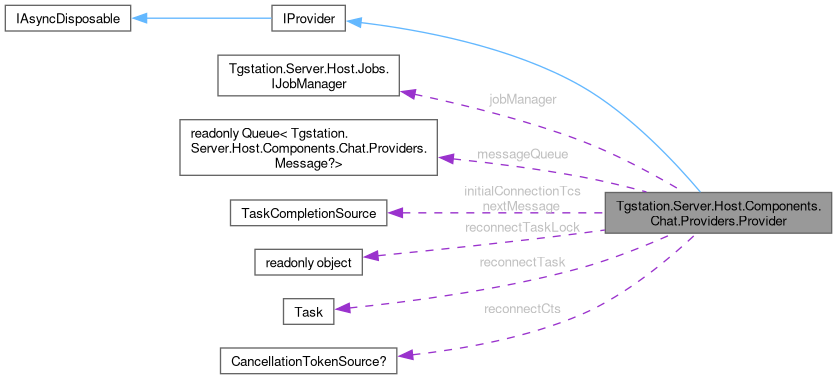 IAsyncDisposable
IProvider
Tgstation.Server.Host.Jobs.
IJobManager
jobManager
readonly Queue< Tgstation.
Server.Host.Components.Chat.Providers.
Message?>
messageQueue
TaskCompletionSource
initialConnectionTcs
nextMessage
Tgstation.Server.Host.Components.
Chat.Providers.Provider
reconnectTaskLock
readonly object
reconnectTask
Task
reconnectCts
CancellationTokenSource?